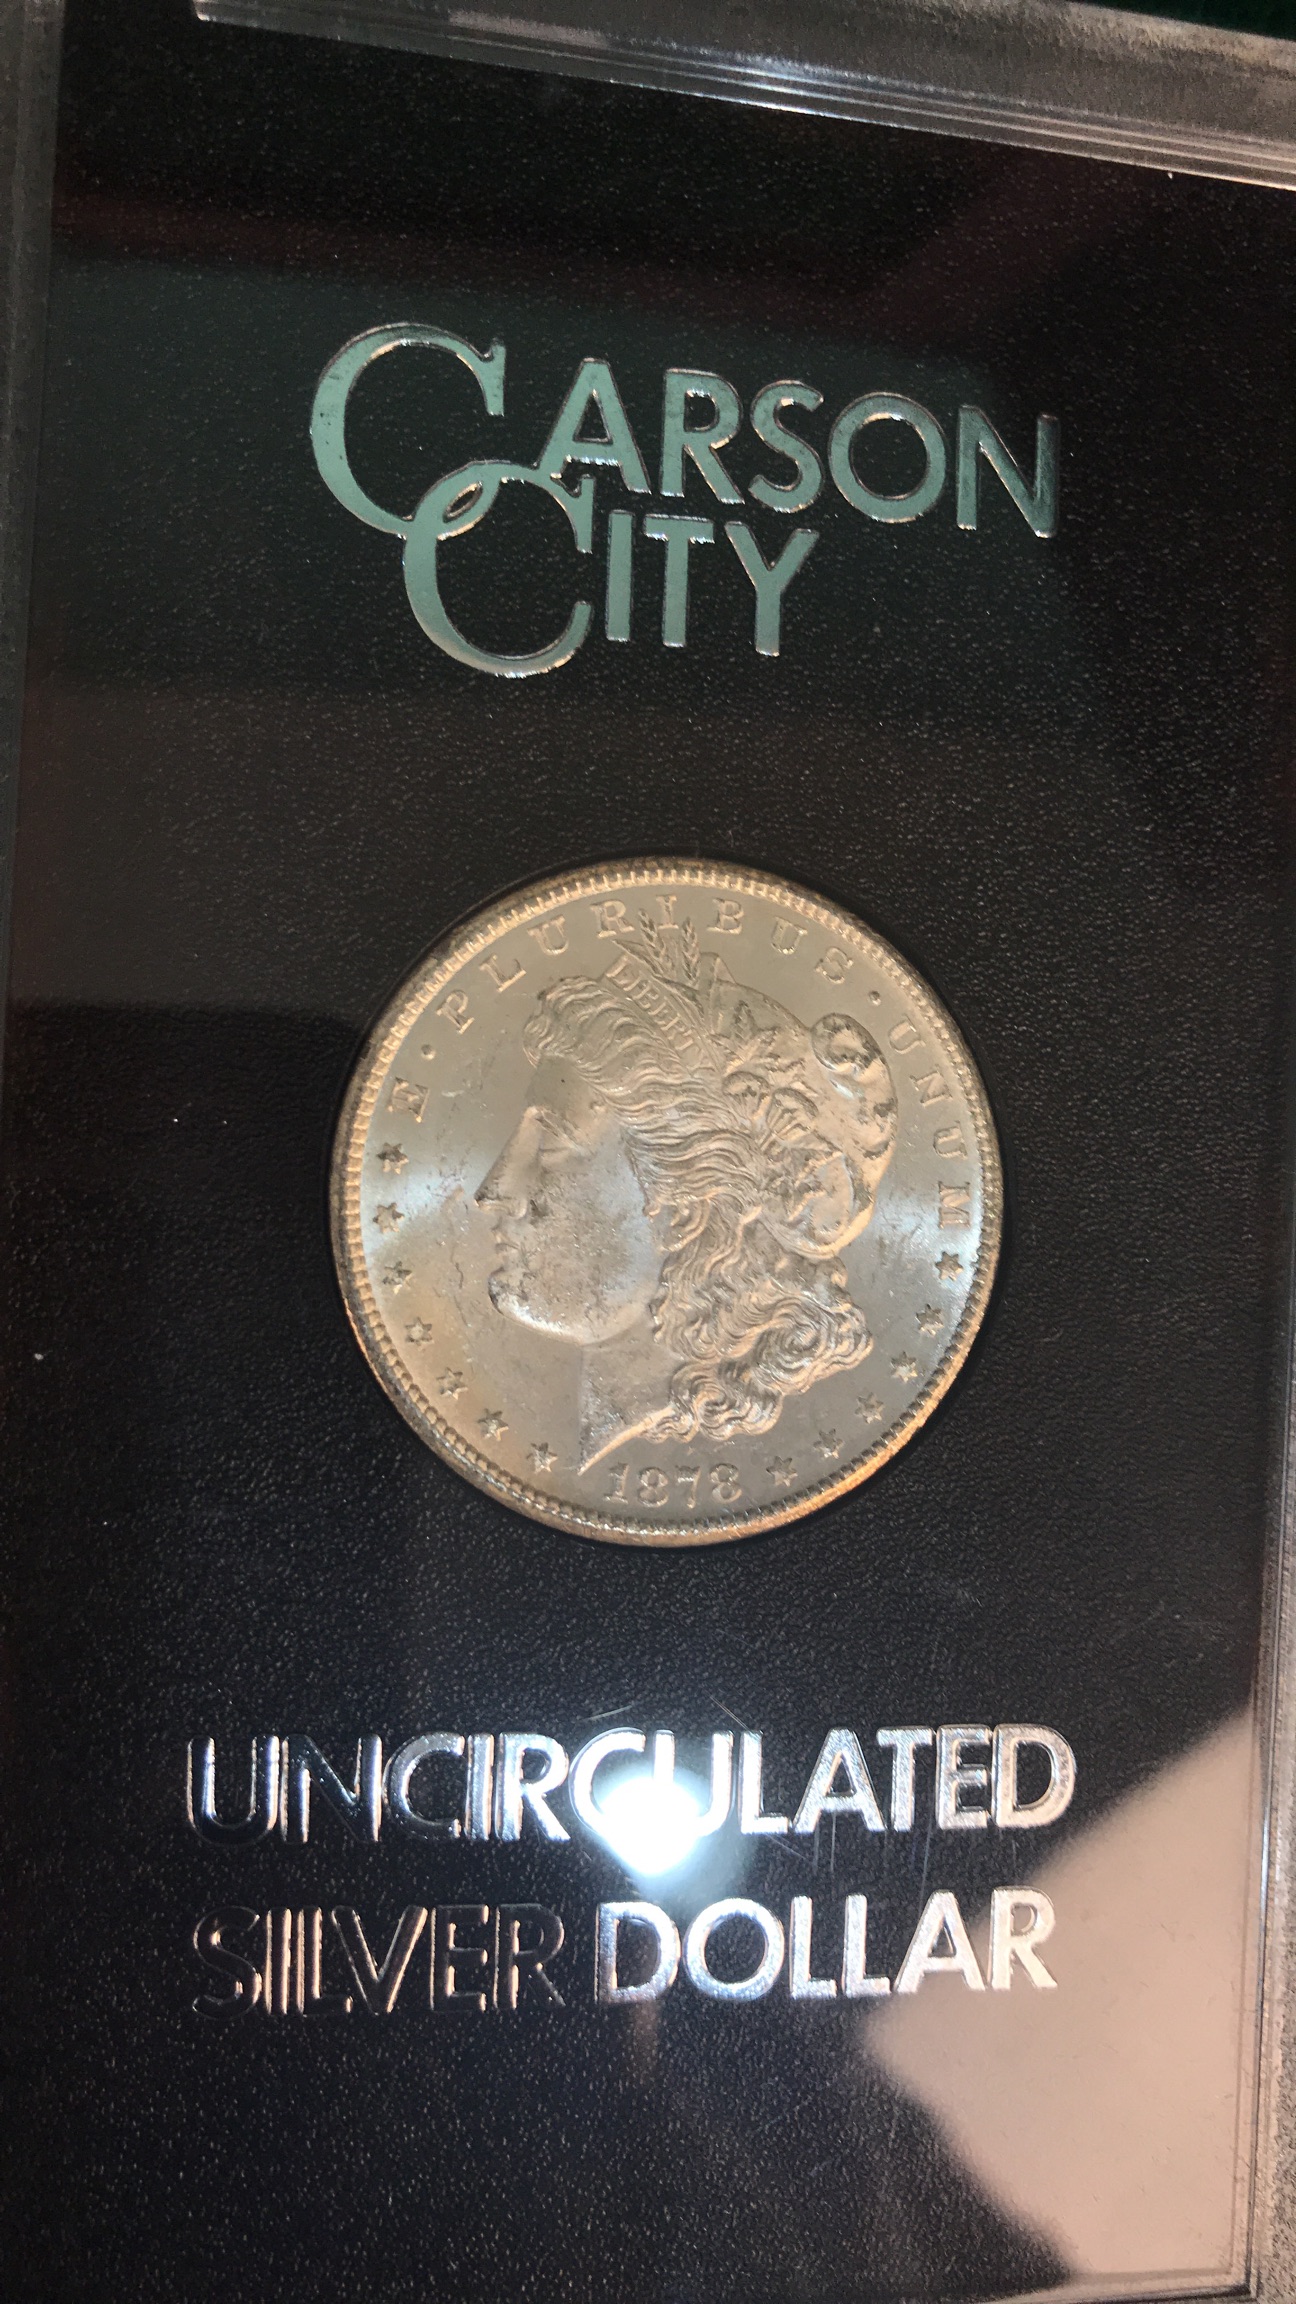 CARSON
CITY
E · PLURIBUS · UNUM
LIBERTY
1878
UNCIRCULATED
SILVER DOLLAR